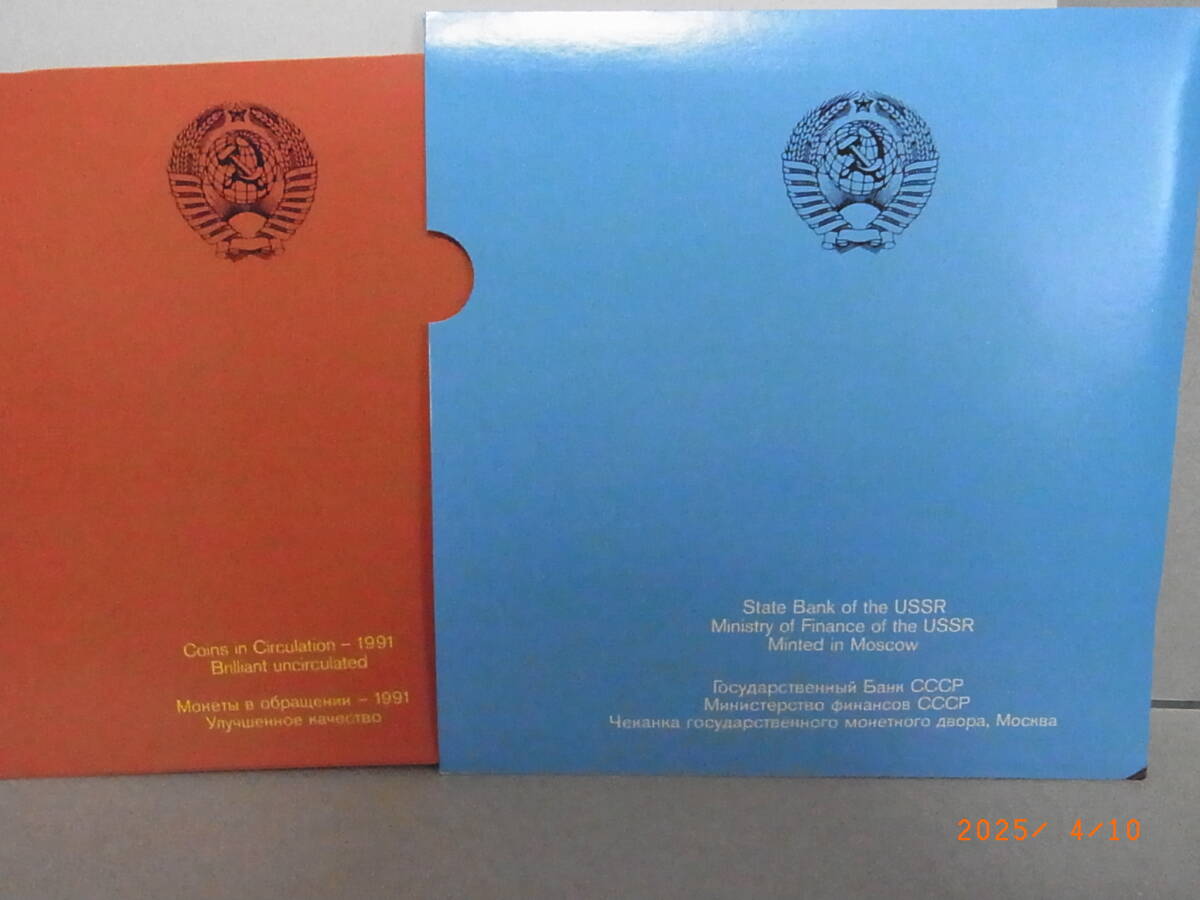 Coins in Circulation – 1991
Brilliant uncirculated
Монеты в обращении – 1991
Улучшенное качество
State Bank of the USSR
Ministry of Finance of the USSR
Minted in Moscow
Государственный Банк СССР
Министерство финансов СССР
Чеканка государственного монетного двора, Москва
2025/ 4/10